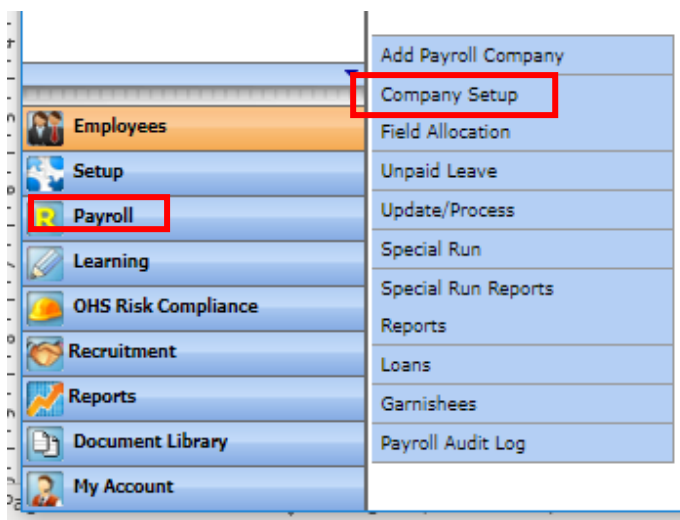 Employees
Setup
Payroll
Learning
OHS Risk Compliance
Recruitment
Reports
Document Library
My Account
Add Payroll Company
Company Setup
Field Allocation
Unpaid Leave
Update/Process
Special Run
Special Run Reports
Reports
Loans
Garnishees
Payroll Audit Log